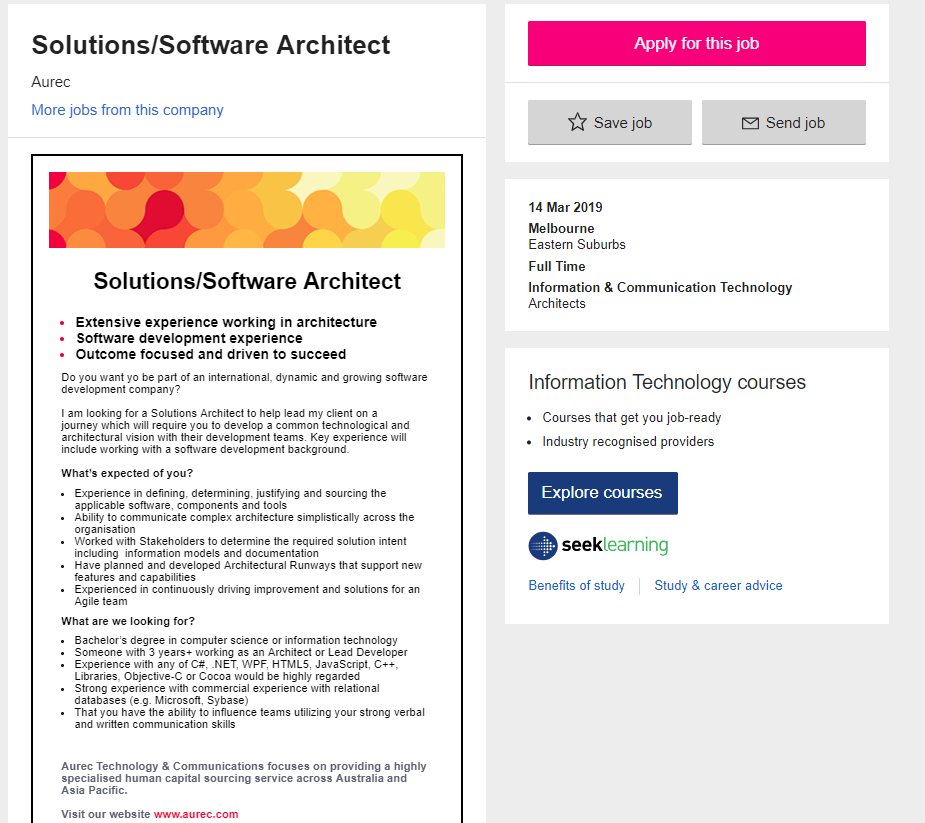 Solutions/Software Architect
Aurec
More jobs from this company
Solutions/Software Architect
Extensive experience working in architecture
Software development experience
Outcome focused and driven to succeed
Do you want yo be part of an international, dynamic and growing software
development company?
I am looking for a Solutions Architect to help lead my client on a
journey which will require you to develop a common technological and
architectural vision with their development teams. Key experience will
include working with a software development background.
What's expected of you?
Experience in defining, determining, justifying and sourcing the
applicable software, components and tools
Ability to communicate complex architecture simplistically across the
organisation
Worked with Stakeholders to determine the required solution intent
including information models and documentation
Have planned and developed Architectural Runways that support new
features and capabilities
Experienced in continuously driving improvement and solutions for an
Agile team
What are we looking for?
Bachelor's degree in computer science or information technology
Someone with 3 years+ working as an Architect or Lead Developer
Experience with any of C#, .NET, WPF, HTML5, JavaScript, C++,
Libraries, Objective-C or Cocoa would be highly regarded
Strong experience with commercial experience with relational
databases (e.g. Microsoft, Sybase)
That you have the ability to influence teams utilizing your strong verbal
and written communication skills
Aurec Technology & Communications focuses on providing a highly
specialised human capital sourcing service across Australia and
Asia Pacific.
Visit our website www.aurec.com
Apply for this job
Save job
Send job
14 Mar 2019
Melbourne
Eastern Suburbs
Full Time
Information & Communication Technology
Architects
Information Technology courses
Courses that get you job-ready
Industry recognised providers
Explore courses
seeklearning
Benefits of study
Study & career advice